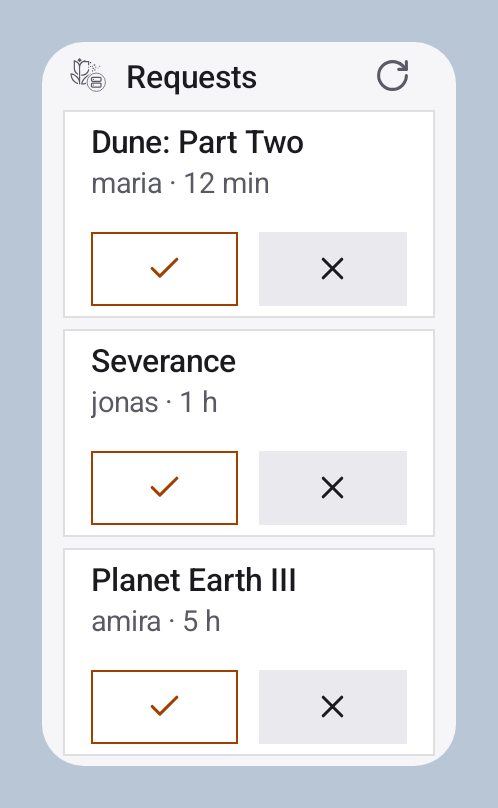 Requests
Dune: Part Two
maria · 12 min
Severance
jonas · 1 h
Planet Earth III
amira · 5 h